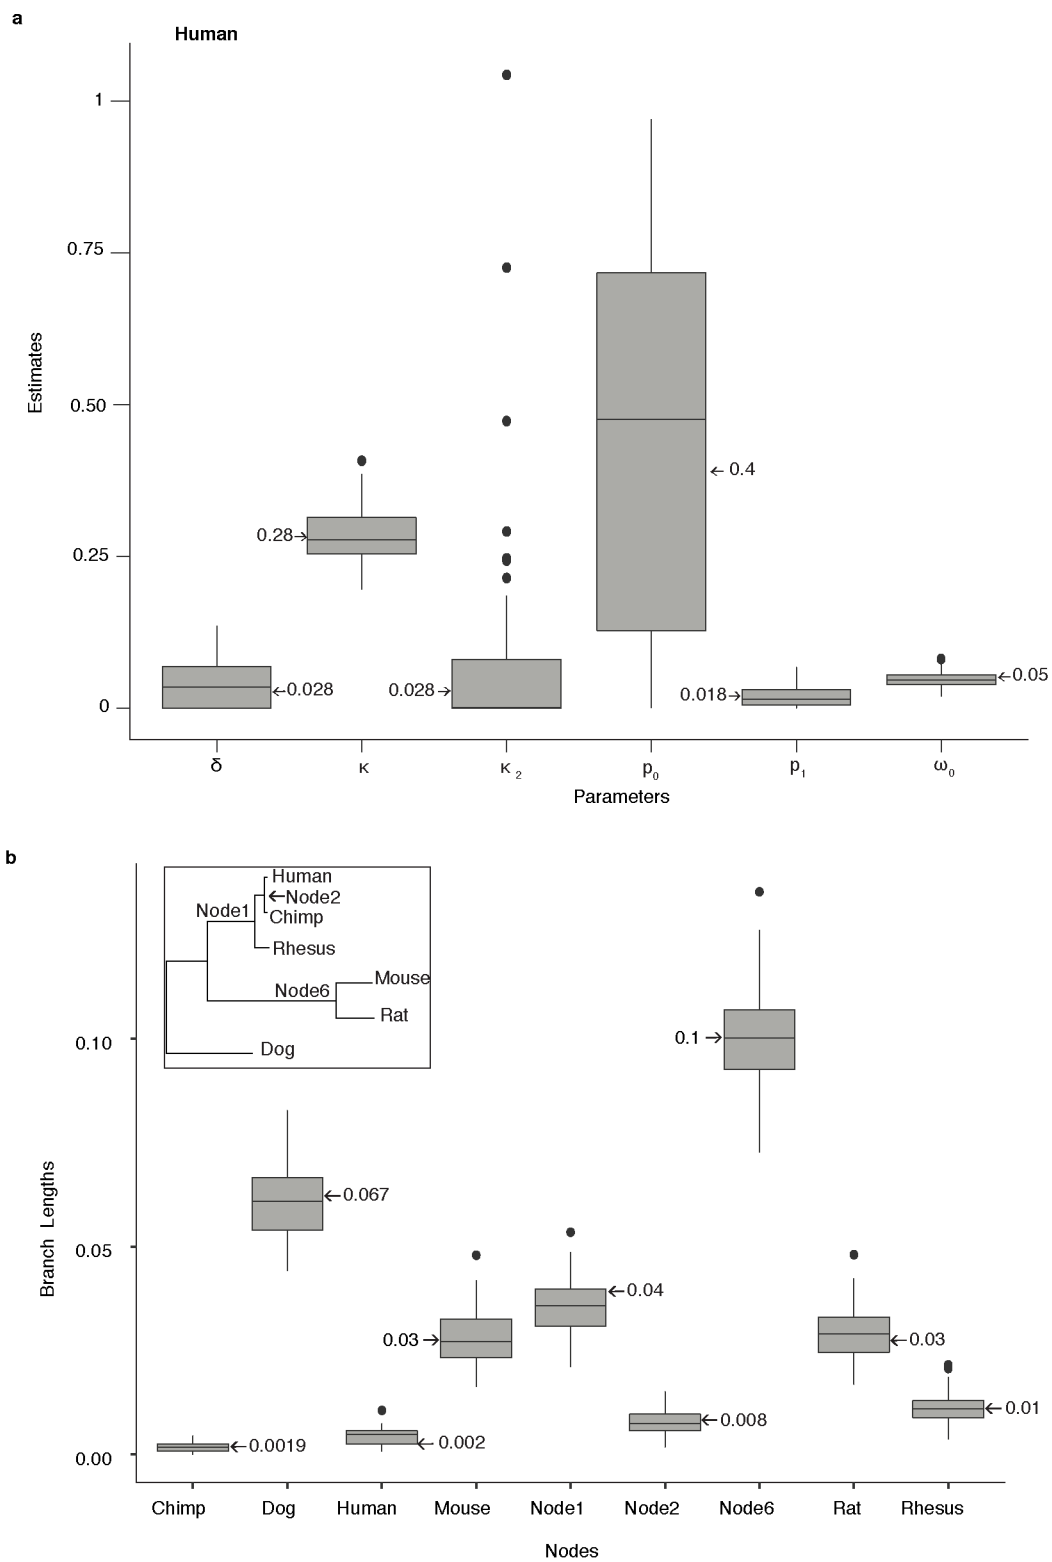 a
Human
1
0.75
0.50
0.25
0
Estimates
0.028
0.28
0.028
0.4
0.018
0.05
δ κ κ2 p0 p1 ω0
Parameters
b
Human
Node2
Node1
Chimp
Rhesus
Mouse
Node6
Rat
Dog
0.10
0.05
0.00
Branch Lengths
0.0019
0.067
0.002
0.03
0.04
0.008
0.1
0.03
0.01
Chimp Dog Human Mouse Node1 Node2 Node6 Rat Rhesus
Nodes